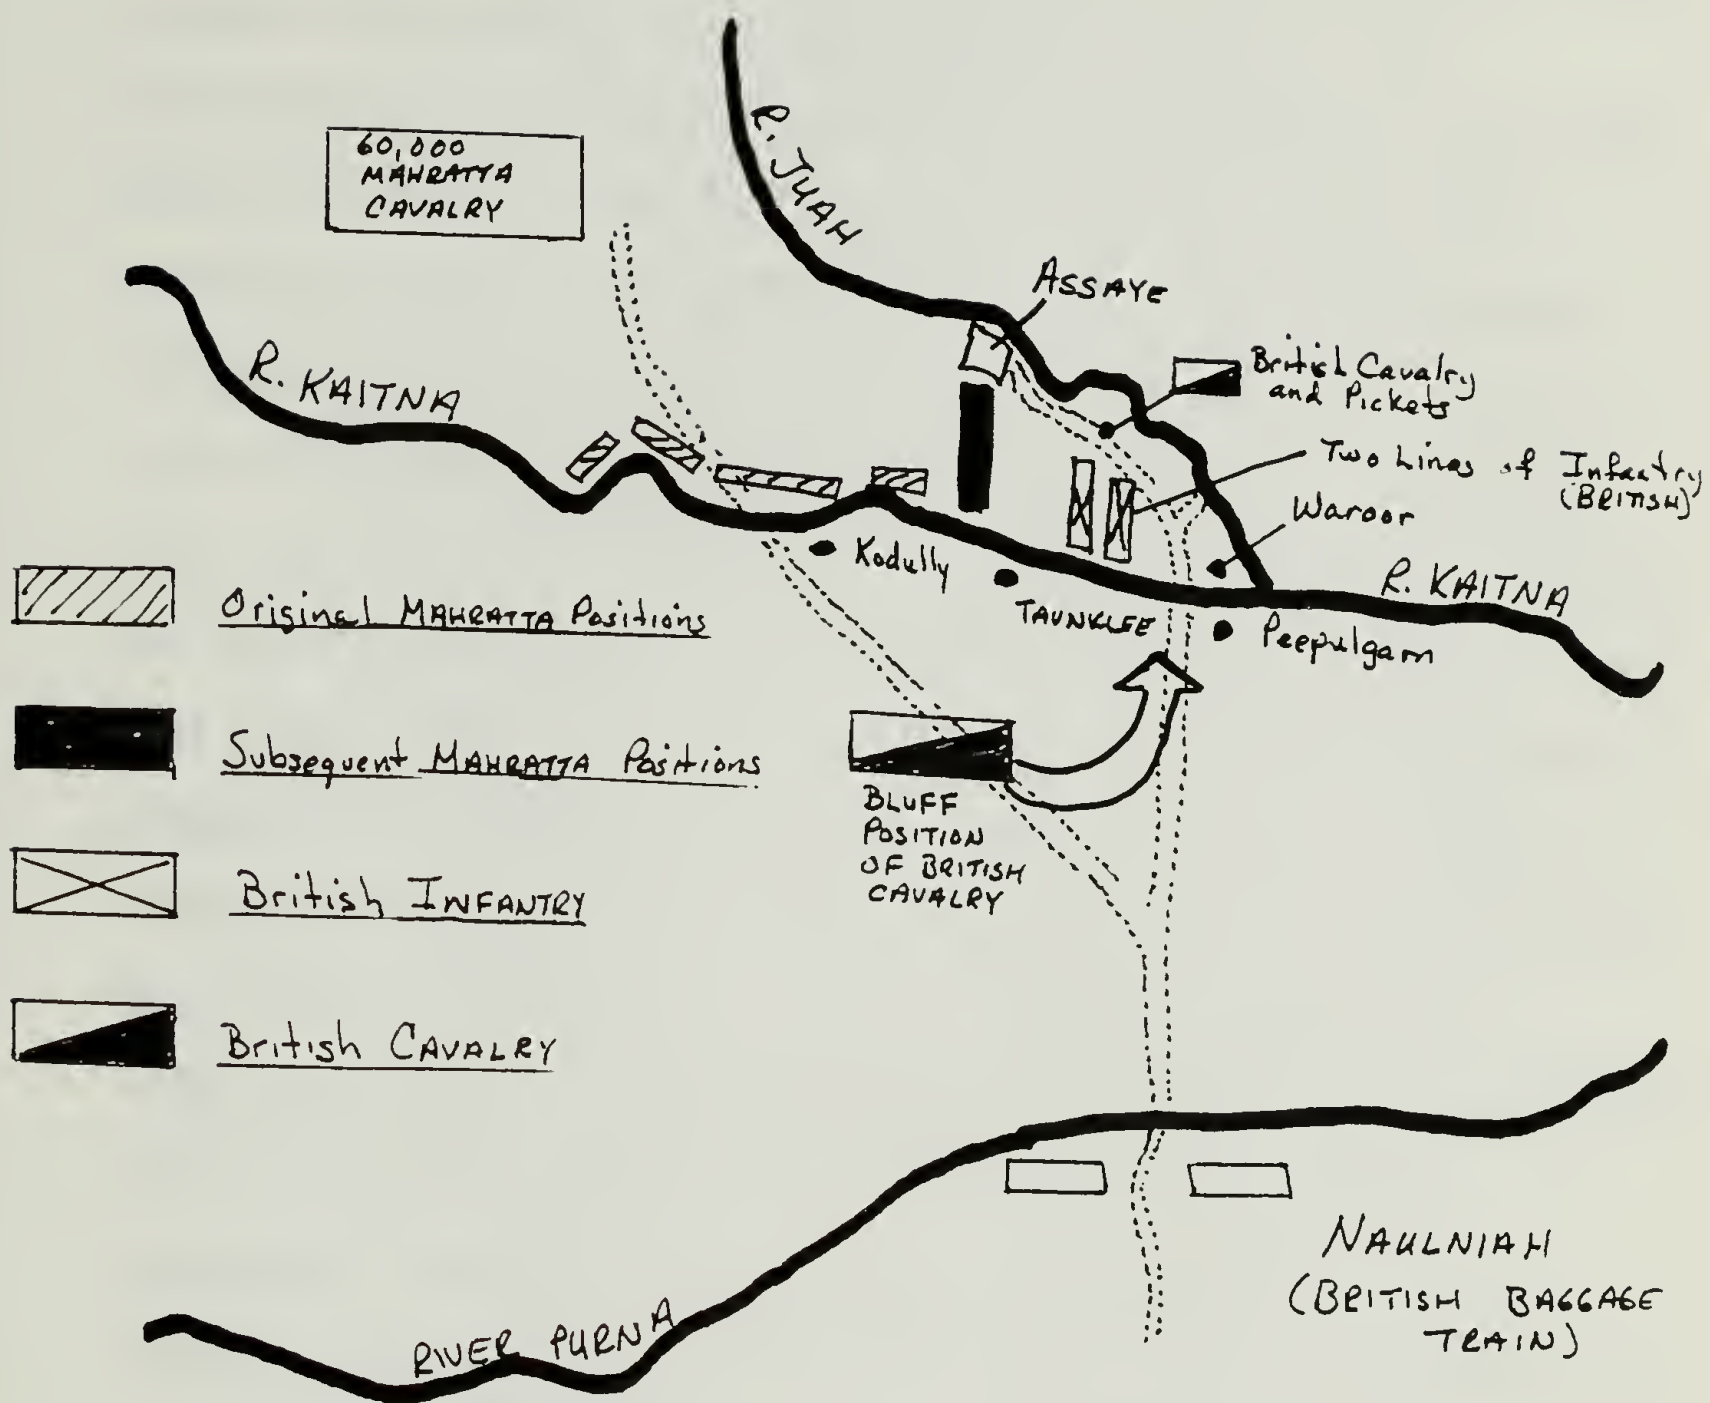 60,000
MAHRATTA
CAVALRY
R. JUAH
ASSAYE
R. KAITNA
British Cavalry
and Pickets
Two Lines of Infantry
(BRITISH)
Waroor
Kodully
TAUNKLEE
R. KAITNA
Peepulgam
Original MAHRATTA Positions
Subsequent MAHRATTA Positions
British INFANTRY
British CAVALRY
BLUFF
POSITION
OF BRITISH
CAVALRY
NAULNIAH
(BRITISH BAGGAGE
TRAIN)
RIVER PURNA